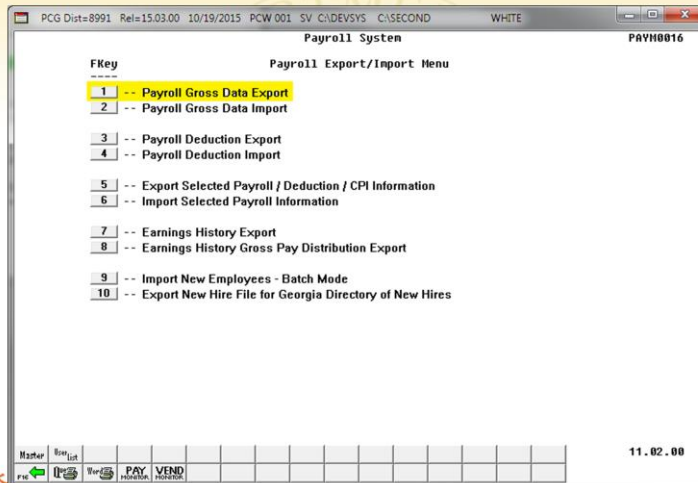 PCG Dist=8991 Rel=15.03.00 10/19/2015 PCW 001 SV C:\DEVSYS C:\SECOND WHITE
Payroll System PAYM0016
FKey Payroll Export/Import Menu
----
1 -- Payroll Gross Data Export
2 -- Payroll Gross Data Import
3 -- Payroll Deduction Export
4 -- Payroll Deduction Import
5 -- Export Selected Payroll / Deduction / CPI Information
6 -- Import Selected Payroll Information
7 -- Earnings History Export
8 -- Earnings History Gross Pay Distribution Export
9 -- Import New Employees - Batch Mode
10 -- Export New Hire File for Georgia Directory of New Hires
Master User List 11.02.00
F16 Word PAY MONITOR VEND MONITOR